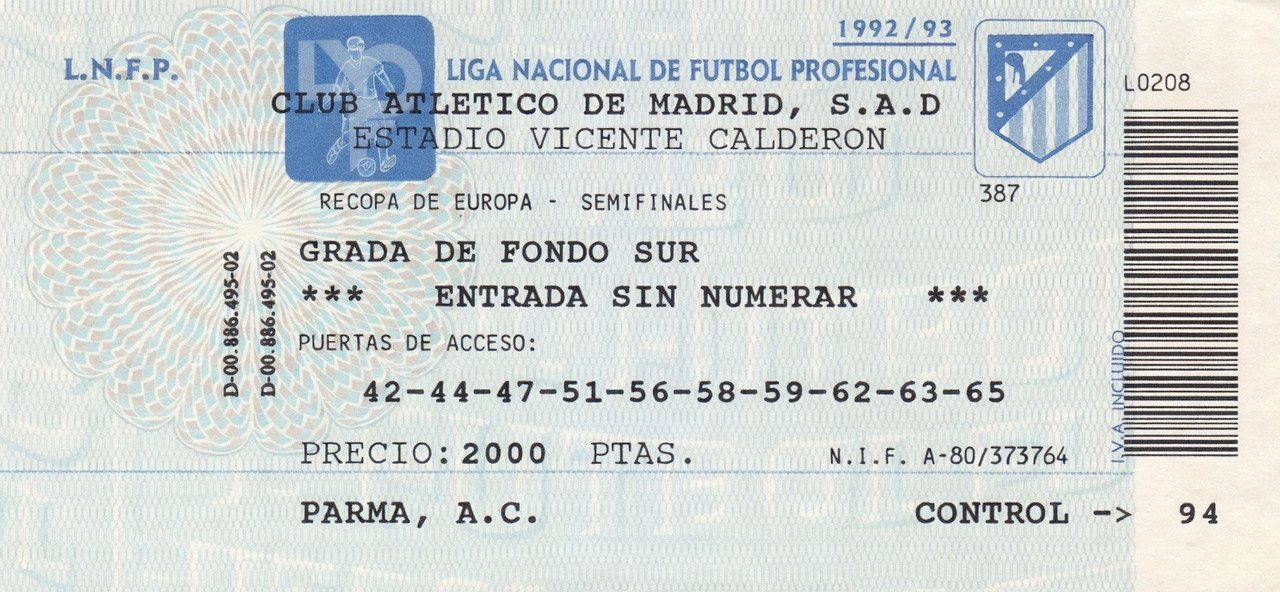 1992/93
L.N.F.P.
LIGA NACIONAL DE FUTBOL PROFESIONAL
CLUB ATLETICO DE MADRID, S.A.D
ESTADIO VICENTE CALDERON
L0208
387
RECOPA DE EUROPA - SEMIFINALES
GRADA DE FONDO SUR
*** ENTRADA SIN NUMERAR ***
PUERTAS DE ACCESO:
42-44-47-51-56-58-59-62-63-65
D-00.886.495-02
D-00.886.495-02
I.V.A. INCLUIDO
PRECIO: 2000 PTAS.
N.I.F. A-80/373764
PARMA, A.C.
CONTROL -> 94